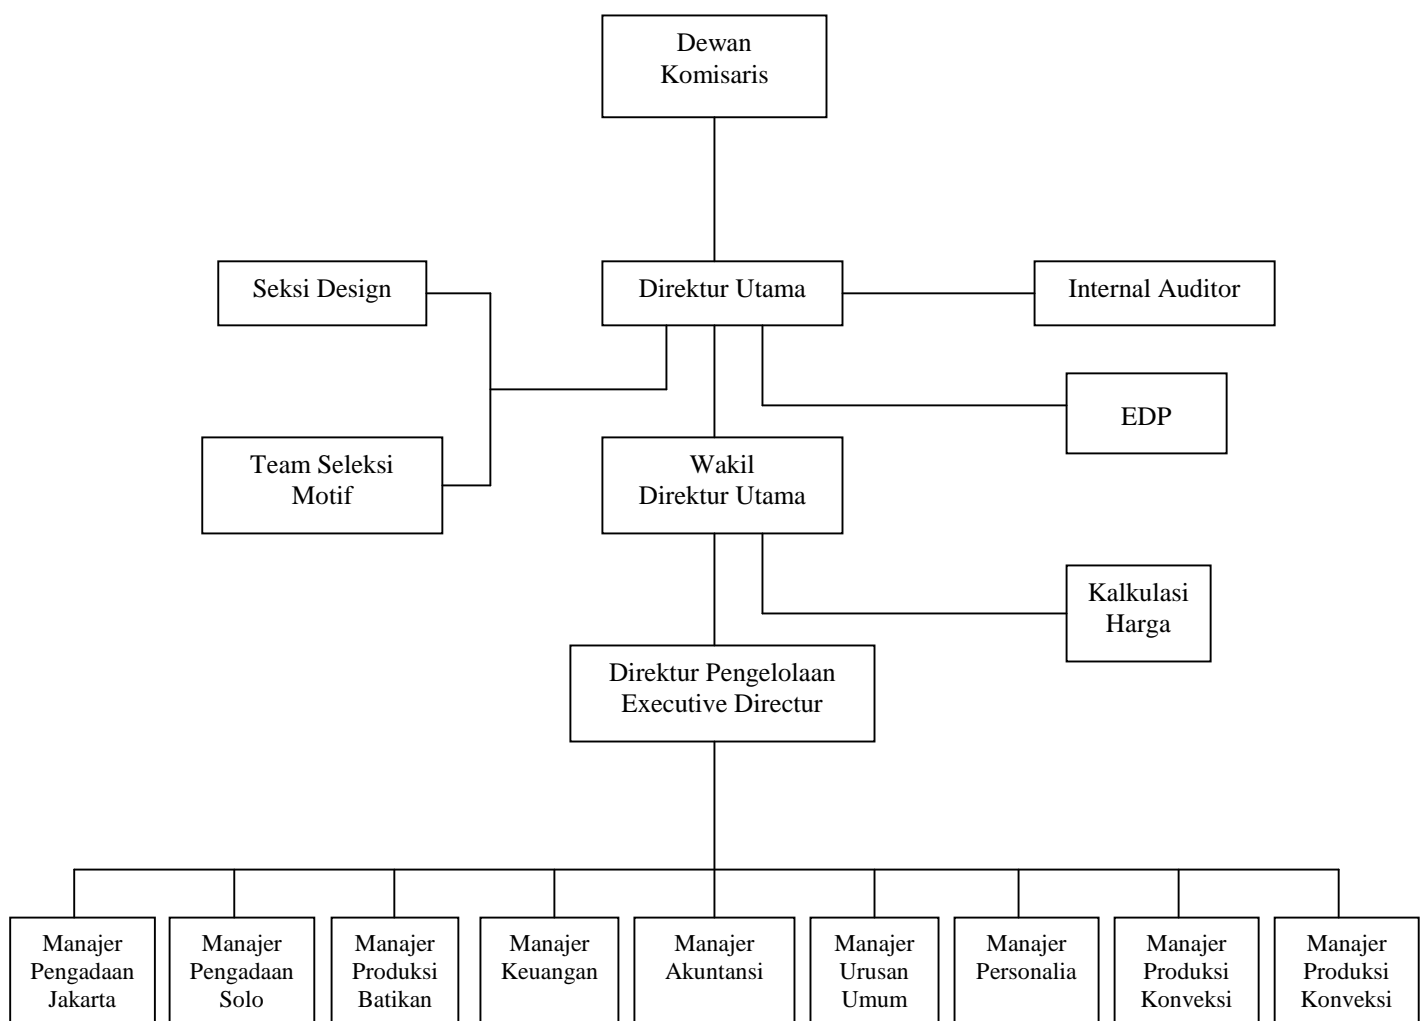 Dewan
Komisaris
Seksi Design
Direktur Utama
Internal Auditor
EDP
Team Seleksi
Motif
Wakil
Direktur Utama
Kalkulasi
Harga
Direktur Pengelolaan
Executive Directur
Manajer
Pengadaan
Jakarta
Manajer
Pengadaan
Solo
Manajer
Produksi
Batikan
Manajer
Keuangan
Manajer
Akuntansi
Manajer
Urusan
Umum
Manajer
Personalia
Manajer
Produksi
Konveksi
Manajer
Produksi
Konveksi